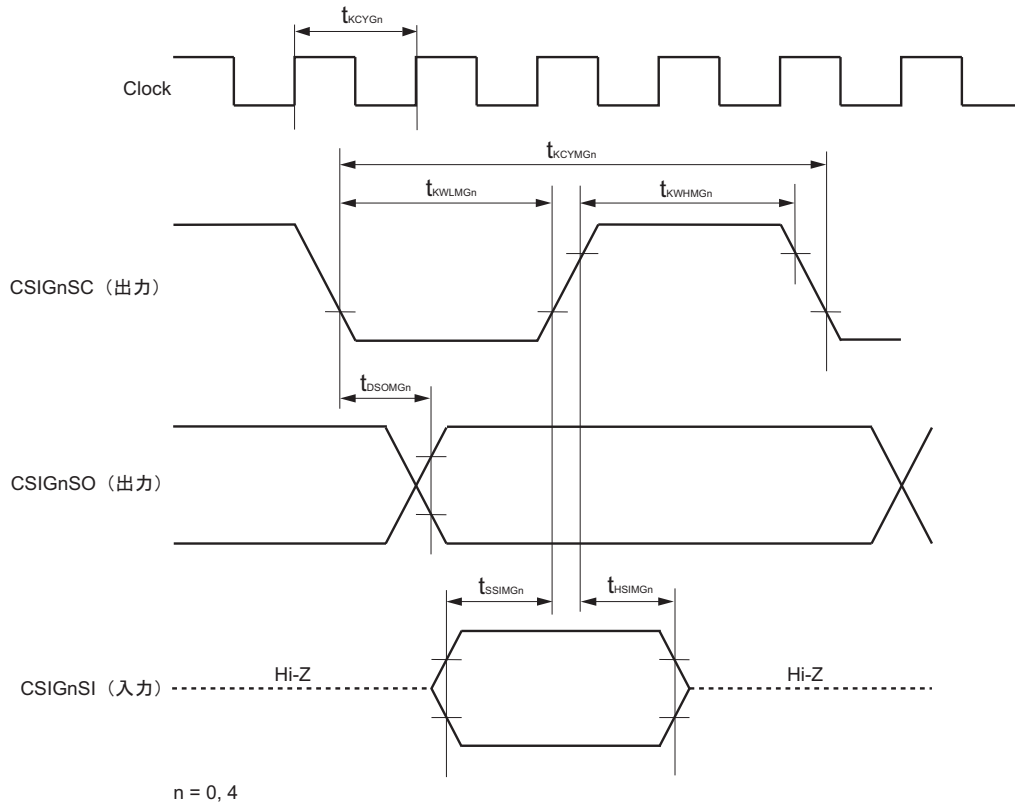 tKCYGn
Clock
tKCYMGn
tKWLMGn
tKWHMGn
CSIGnSC（出力）
tDSOMGn
CSIGnSO（出力）
tSSIMGn
tHSIMGn
Hi-Z
Hi-Z
CSIGnSI（入力）
n = 0, 4